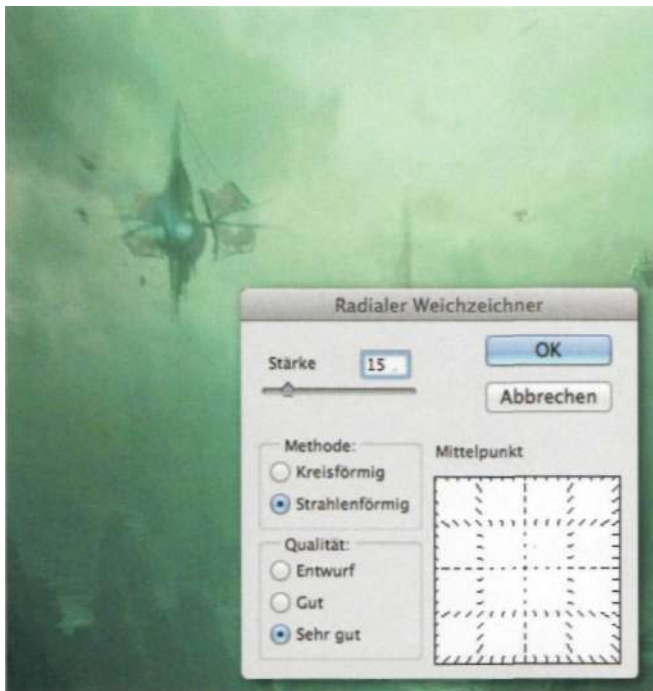 Radialer Weichzeichner
Stärke 15
OK
Abbrechen
Methode:
Kreisförmig
Strahlenförmig
Mittelpunkt
Qualität:
Entwurf
Gut
Sehr gut